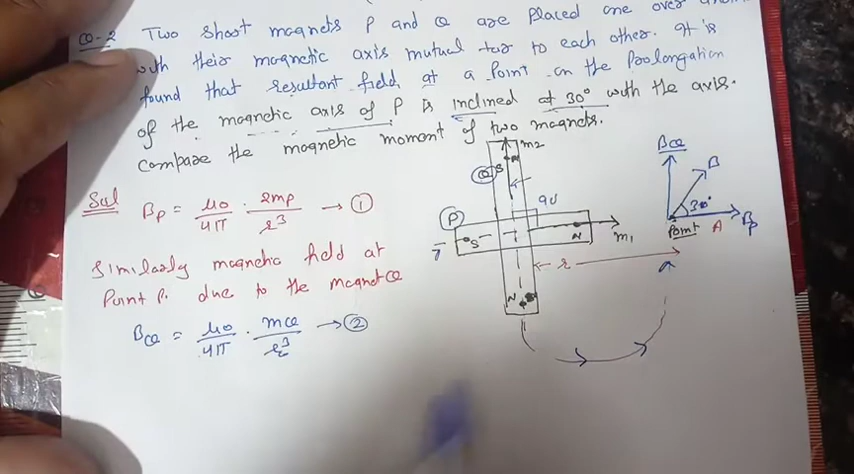 Q-2 Two short magnets P and Q are placed one over
with their magnetic axis mutual ter to each other. It is
found that resultant field at a point on the prolongation
of the magnetic axis of P is inclined at 30° with the axis.
Compare the magnetic moment of two magnets.
Sol
Bp = μ0/4π · 2mp/r³ → ①
Similarly magnetic field at
Point P. due to the magnet Q
BQ = μ0/4π · mQ/r³ → ②
m2
N
Q S
90
P
S
N
m1
r
N
BQ
B
30°
Point A
Bp